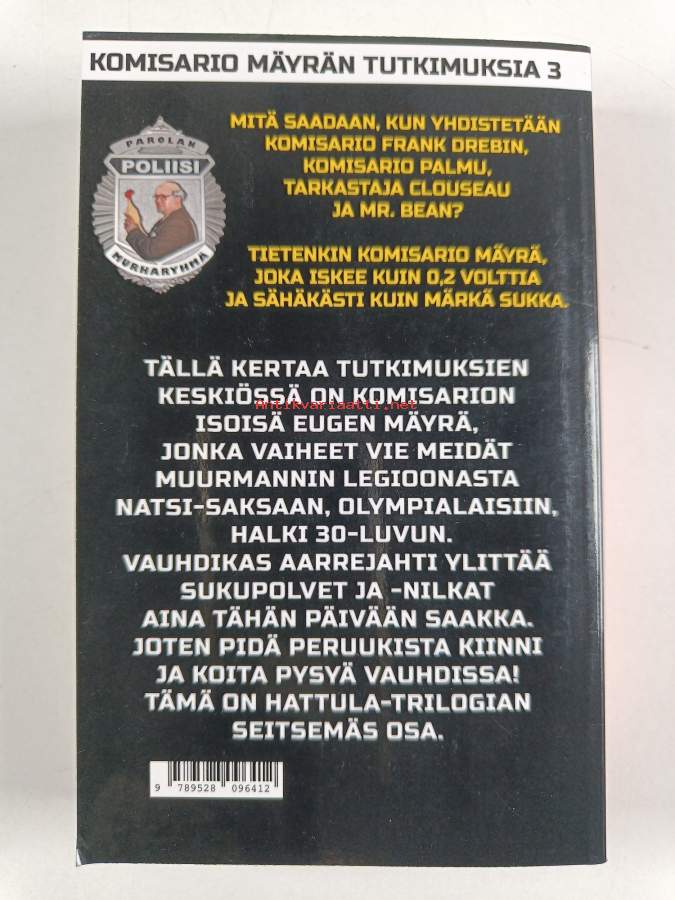 KOMISARIO MÄYRÄN TUTKIMUKSIA 3
PAROLAN
POLIISI
MURHARYHMÄ
MITÄ SAADAAN, KUN YHDISTETÄÄN
KOMISARIO FRANK DREBIN,
KOMISARIO PALMU,
TARKASTAJA CLOUSEAU
JA MR. BEAN?
TIETENKIN KOMISARIO MÄYRÄ,
JOKA ISKEE KUIN 0,2 VOLTTIA
JA SÄHÄKÄSTI KUIN MÄRKÄ SUKKA.
TÄLLÄ KERTAA TUTKIMUKSIEN
KESKIÖSSÄ ON KOMISARION
Antikvariaatti.net
ISOISÄ EUGEN MÄYRÄ,
JONKA VAIHEET VIE MEIDÄT
MUURMANNIN LEGIOONASTA
NATSI-SAKSAAN, OLYMPIALAISIIN,
HALKI 30-LUVUN.
VAUHDIKAS AARREJAHTI YLITTÄÄ
SUKUPOLVET JA -NILKAT
AINA TÄHÄN PÄIVÄÄN SAAKKA.
JOTEN PIDÄ PERUUKISTA KIINNI
JA KOITA PYSYÄ VAUHDISSA!
TÄMÄ ON HATTULA-TRILOGIAN
SEITSEMÄS OSA.
9 789528 096412